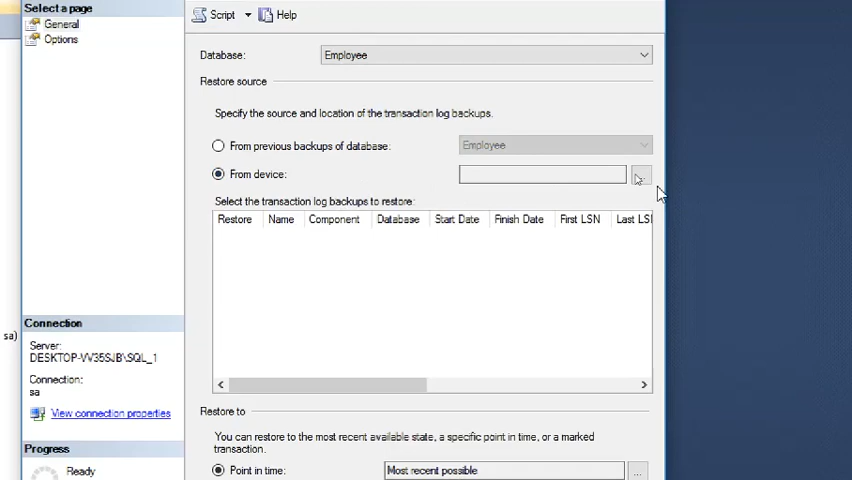 Select a page
Script Help
General
Options
Database: Employee
Restore source
Specify the source and location of the transaction log backups.
From previous backups of database: Employee
From device: ...
Select the transaction log backups to restore:
Restore Name Component Database Start Date Finish Date First LSN Last LS
Connection
Server:
DESKTOP-VV35SJB\SQL_1
Connection:
sa
View connection properties
sa)
Restore to
You can restore to the most recent available state, a specific point in time, or a marked
transaction.
Progress
Ready
Point in time: Most recent possible ...